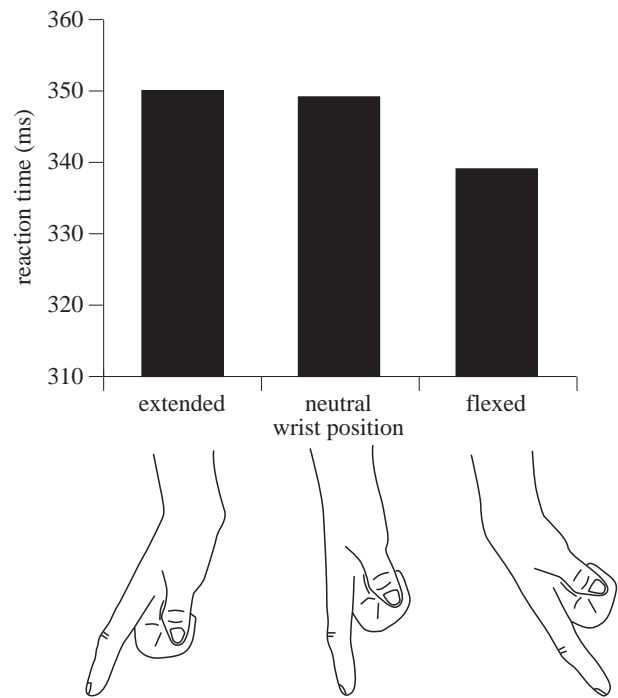 360
350
340
330
320
310
reaction time (ms)
extended
neutral
flexed
wrist position